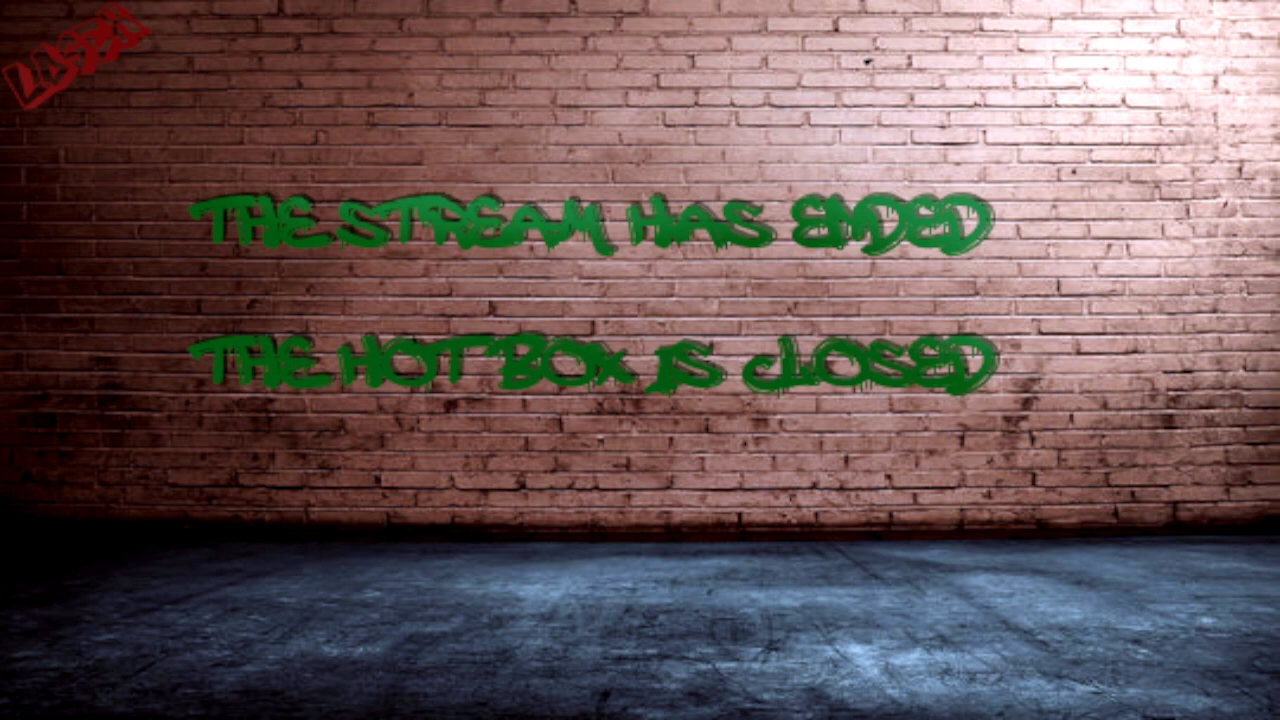 THE STREAM HAS ENDED
THE HOT BOX IS CLOSED